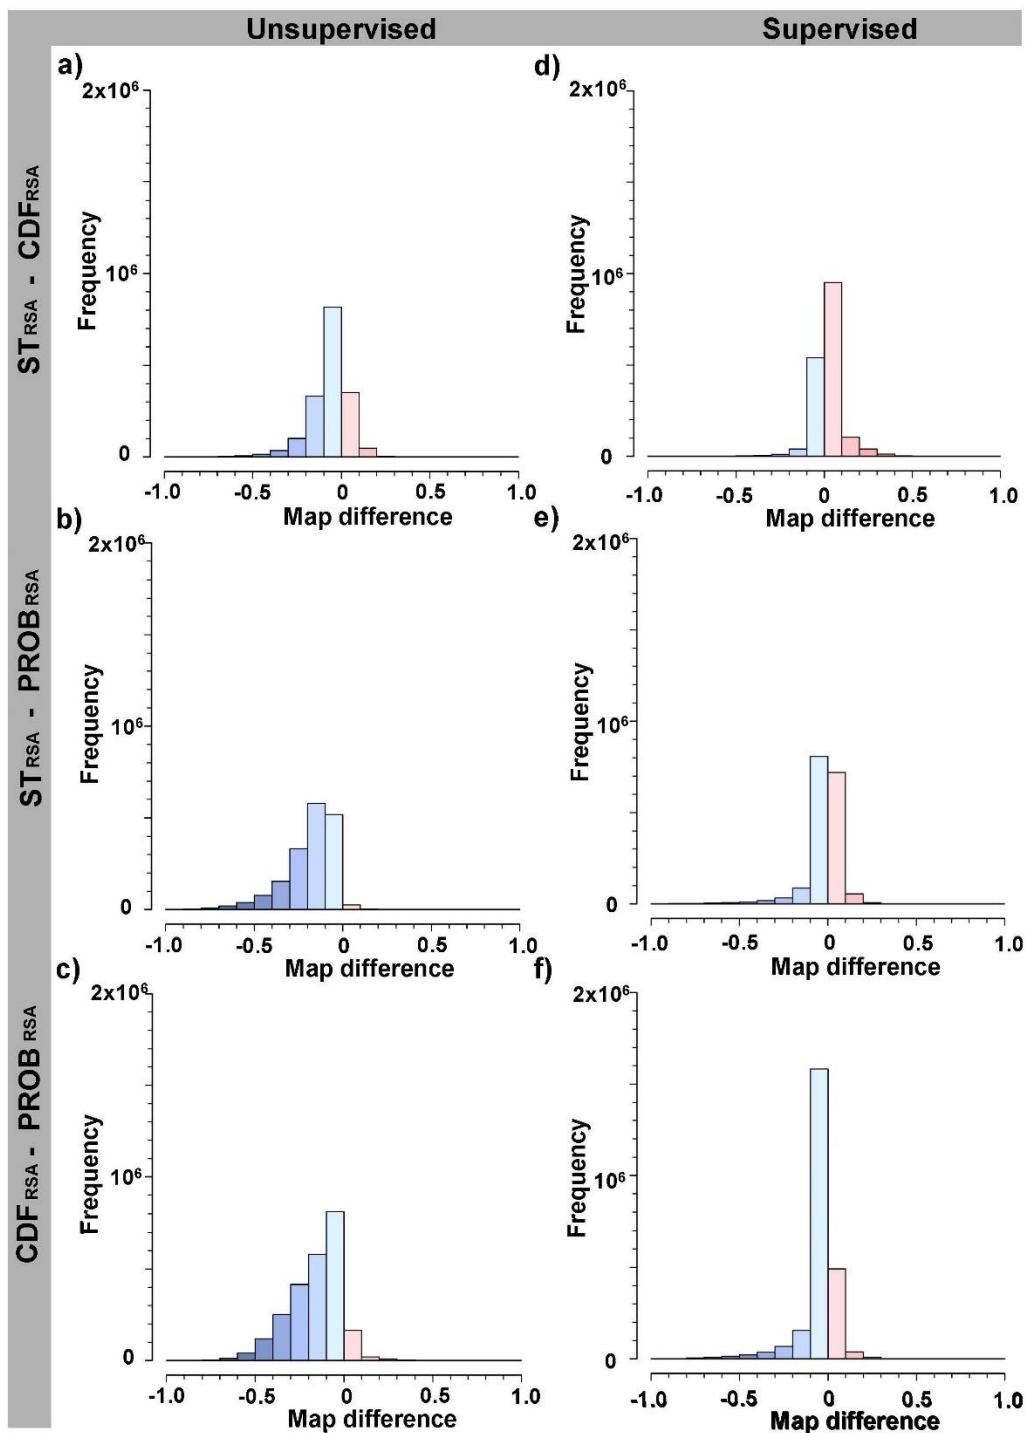 Unsupervised
Supervised
STRSA - CDFRSA
a)
2x10⁶
10⁶
0
Frequency
-1.0 -0.5 0 0.5 1.0
Map difference
d)
2x10⁶
10⁶
0
Frequency
-1.0 -0.5 0 0.5 1.0
Map difference
STRSA - PROBRSA
b)
2x10⁶
10⁶
0
Frequency
-1.0 -0.5 0 0.5 1.0
Map difference
e)
2x10⁶
10⁶
0
Frequency
-1.0 -0.5 0 0.5 1.0
Map difference
CDFRSA - PROBRSA
c)
2x10⁶
10⁶
0
Frequency
-1.0 -0.5 0 0.5 1.0
Map difference
f)
2x10⁶
10⁶
0
Frequency
-1.0 -0.5 0 0.5 1.0
Map difference